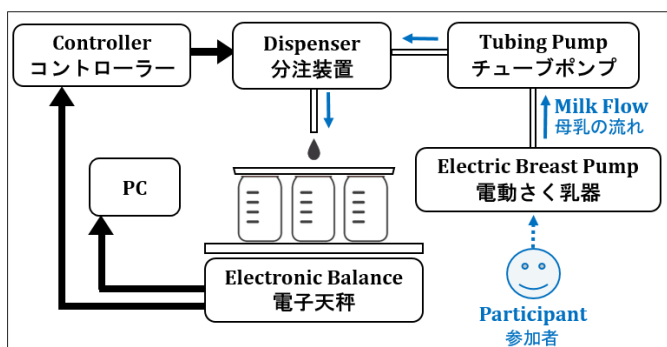 Controller
コントローラー
Dispenser
分注装置
Tubing Pump
チューブポンプ
Milk Flow
母乳の流れ
Electric Breast Pump
電動さく乳器
PC
Electronic Balance
電子天秤
Participant
参加者